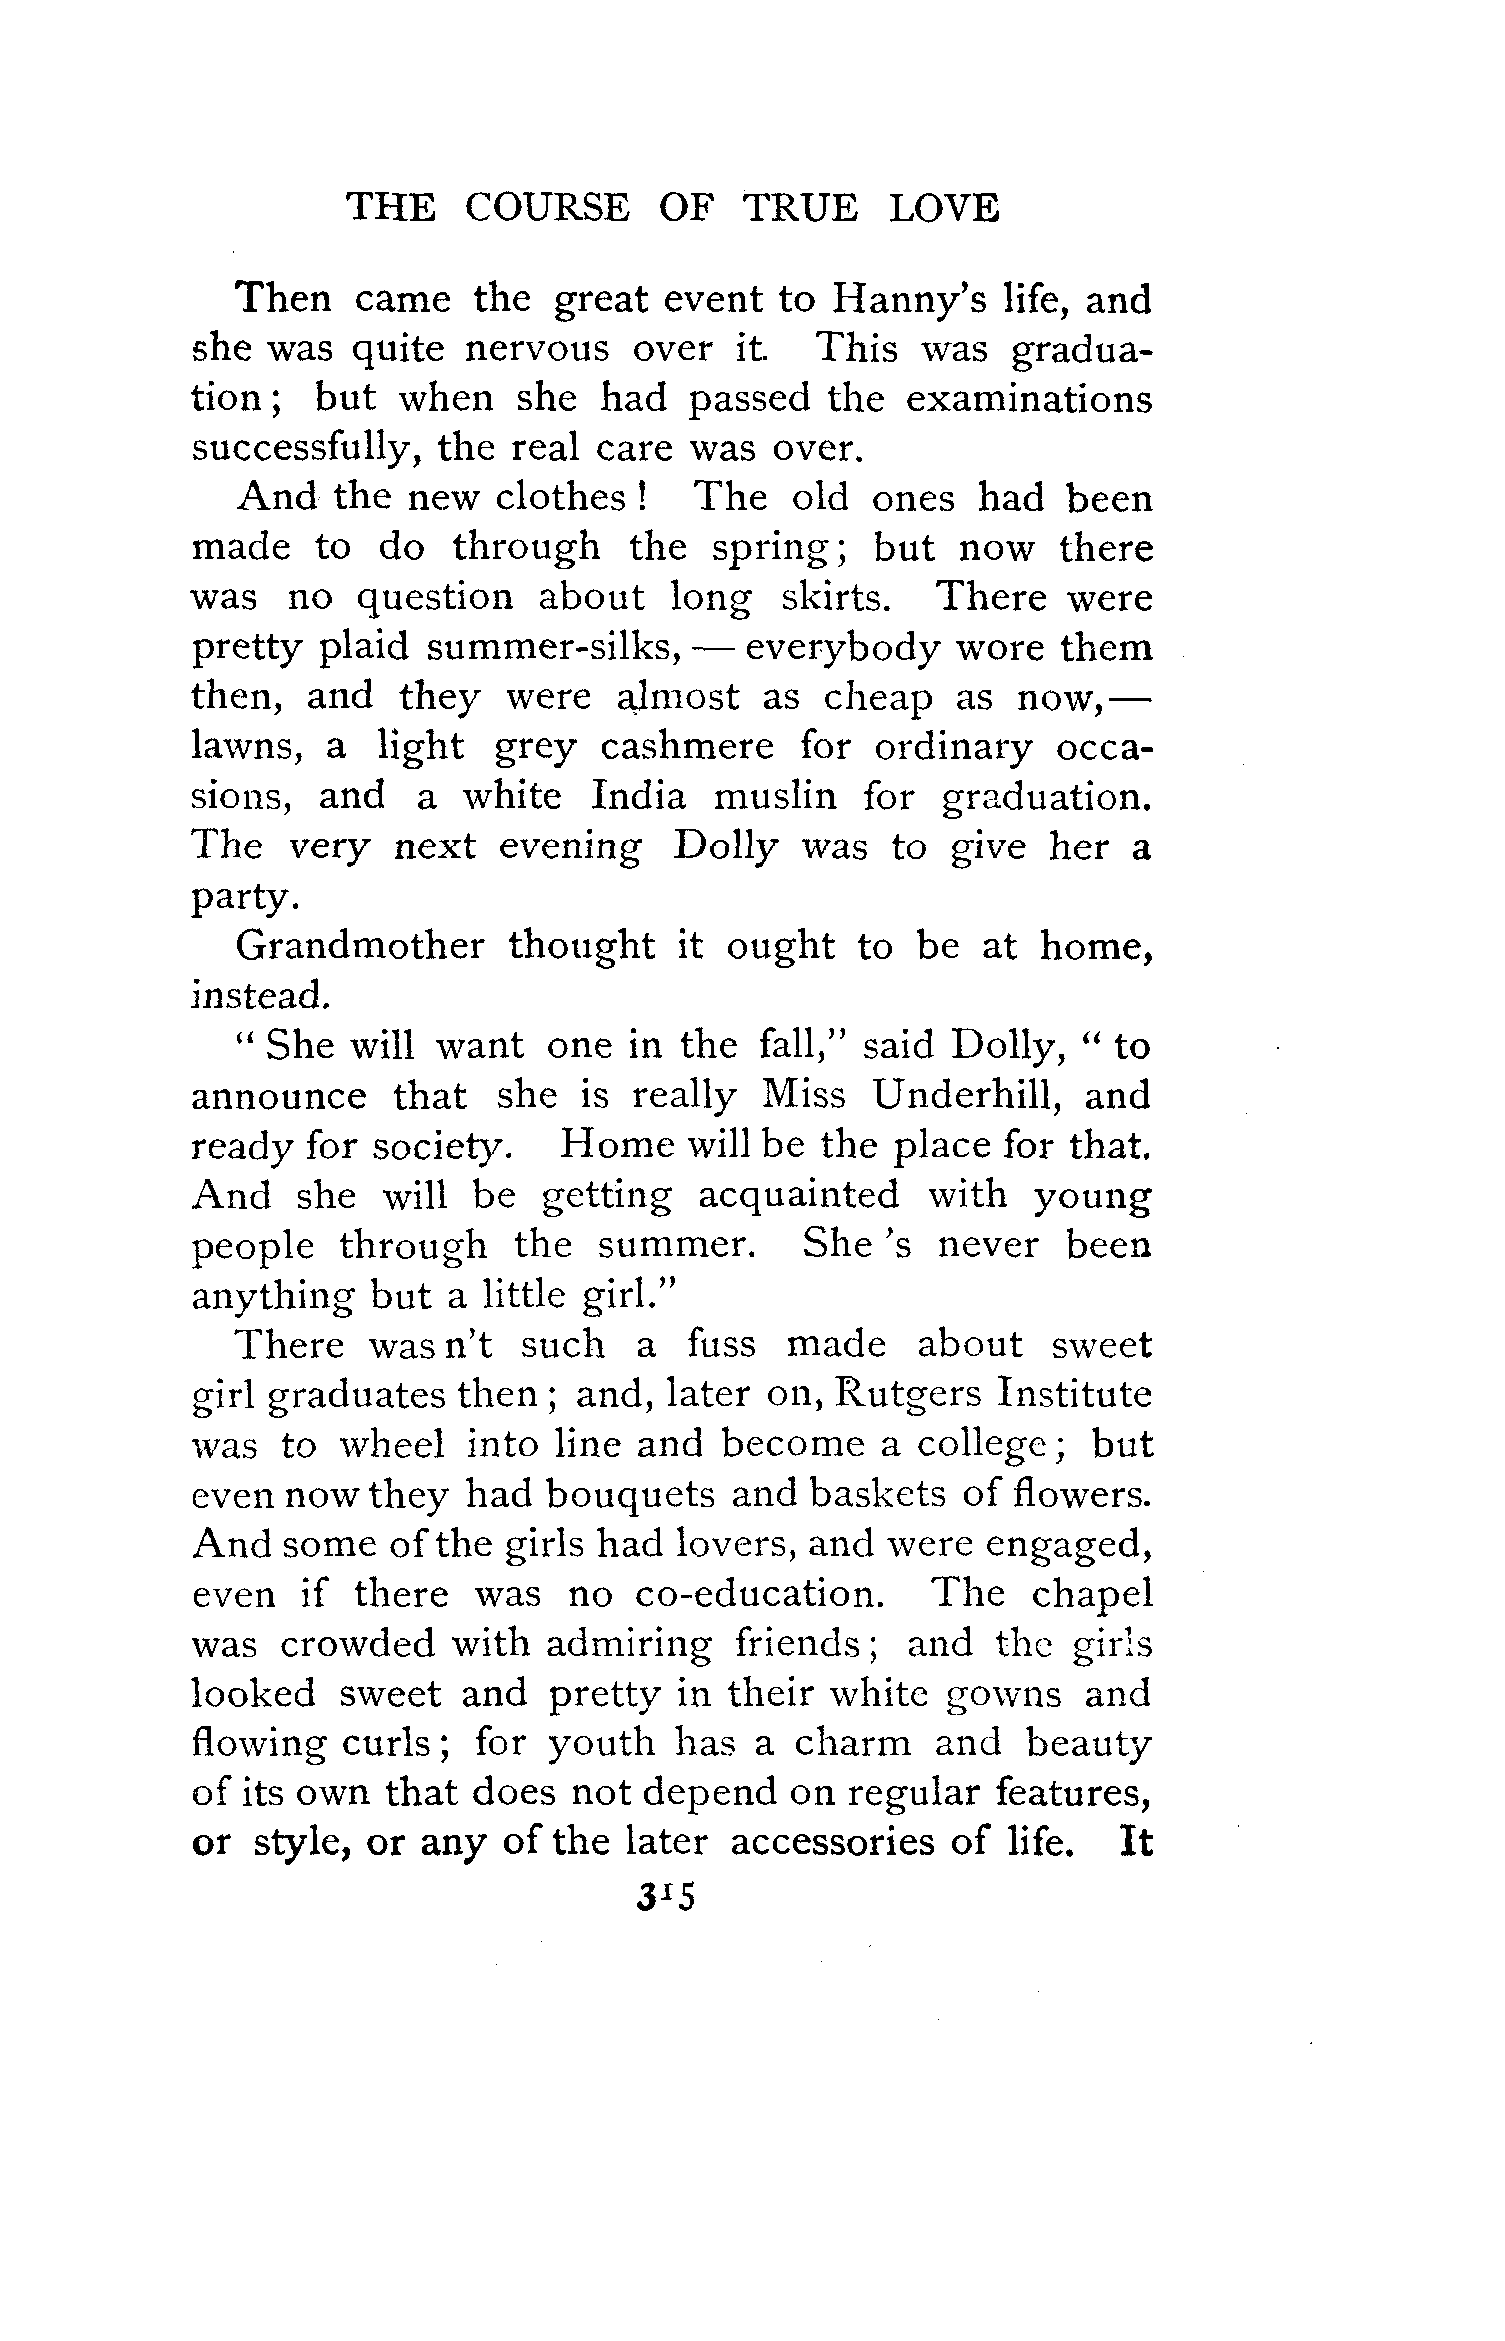 THE COURSE OF TRUE LOVE
Then came the great event to Hanny's life, and
she was quite nervous over it. This was gradua-
tion; but when she had passed the examinations
successfully, the real care was over.
And the new clothes! The old ones had been
made to do through the spring; but now there
was no question about long skirts. There were
pretty plaid summer-silks, — everybody wore them
then, and they were almost as cheap as now,—
lawns, a light grey cashmere for ordinary occa-
sions, and a white India muslin for graduation.
The very next evening Dolly was to give her a
party.
Grandmother thought it ought to be at home,
instead.
" She will want one in the fall," said Dolly, " to
announce that she is really Miss Underhill, and
ready for society. Home will be the place for that.
And she will be getting acquainted with young
people through the summer. She 's never been
anything but a little girl."
There was n't such a fuss made about sweet
girl graduates then; and, later on, Rutgers Institute
was to wheel into line and become a college; but
even now they had bouquets and baskets of flowers.
And some of the girls had lovers, and were engaged,
even if there was no co-education. The chapel
was crowded with admiring friends; and the girls
looked sweet and pretty in their white gowns and
flowing curls; for youth has a charm and beauty
of its own that does not depend on regular features,
or style, or any of the later accessories of life. It
315